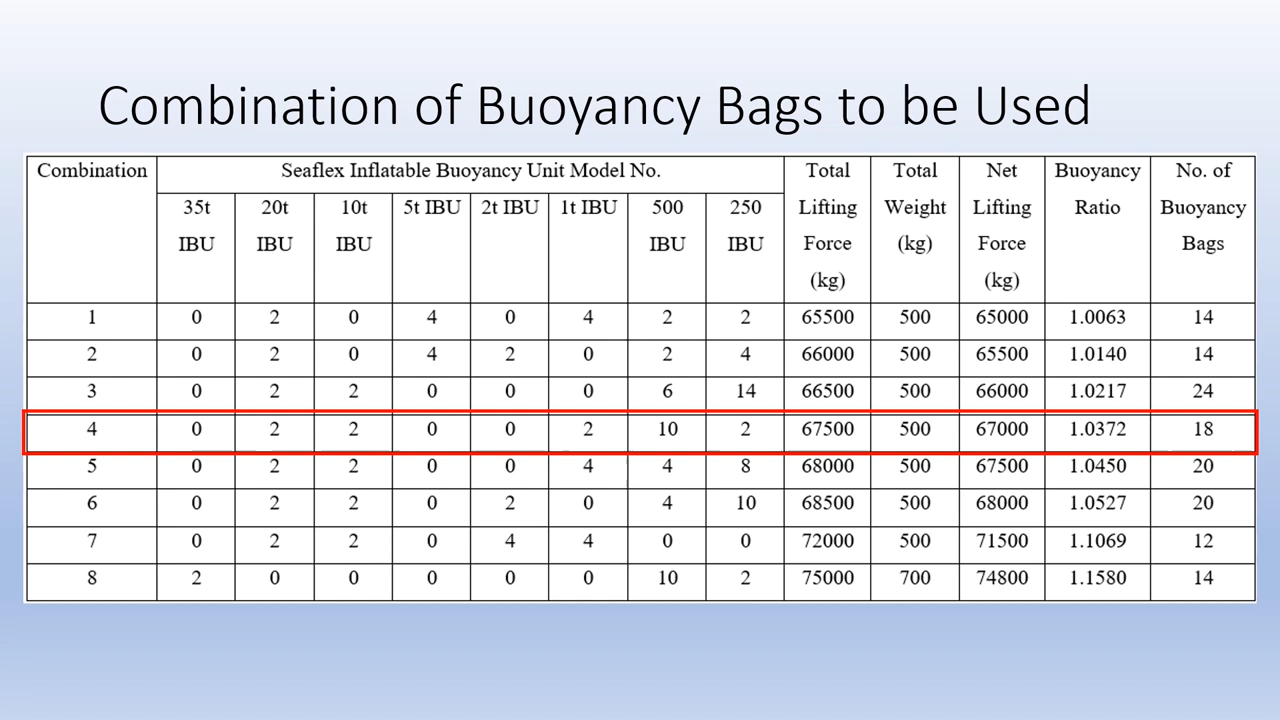 Combination of Buoyancy Bags to be Used
Combination Seaflex Inflatable Buoyancy Unit Model No. Total Lifting Force (kg) Total Weight (kg) Net Lifting Force (kg) Buoyancy Ratio No. of Buoyancy Bags
35t IBU 20t IBU 10t IBU 5t IBU 2t IBU 1t IBU 500 IBU 250 IBU
1 0 2 0 4 0 4 2 2 65500 500 65000 1.0063 14
2 0 2 0 4 2 0 2 4 66000 500 65500 1.0140 14
3 0 2 2 0 0 0 6 14 66500 500 66000 1.0217 24
4 0 2 2 0 0 2 10 2 67500 500 67000 1.0372 18
5 0 2 2 0 0 4 4 8 68000 500 67500 1.0450 20
6 0 2 2 0 2 0 4 10 68500 500 68000 1.0527 20
7 0 2 2 0 4 4 0 0 72000 500 71500 1.1069 12
8 2 0 0 0 0 0 10 2 75000 700 74800 1.1580 14